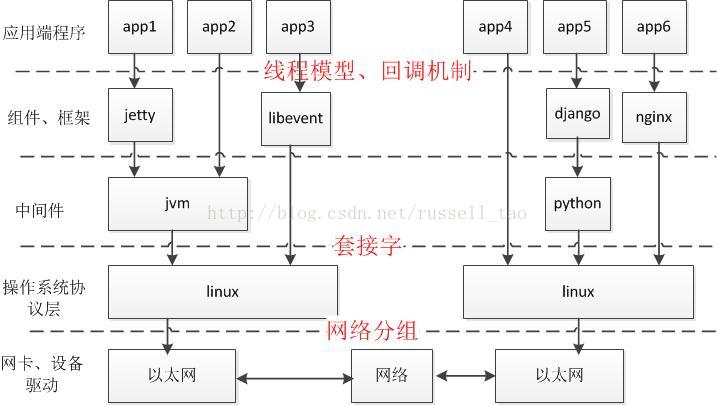 应用端程序
app1
app2
app3
app4
app5
app6
线程模型、回调机制
组件、框架
jetty
libevent
django
nginx
中间件
jvm
http://blog.csdn.net/russell_tao
python
套接字
操作系统协
议层
linux
linux
网络分组
网卡、设备
驱动
以太网
网络
以太网